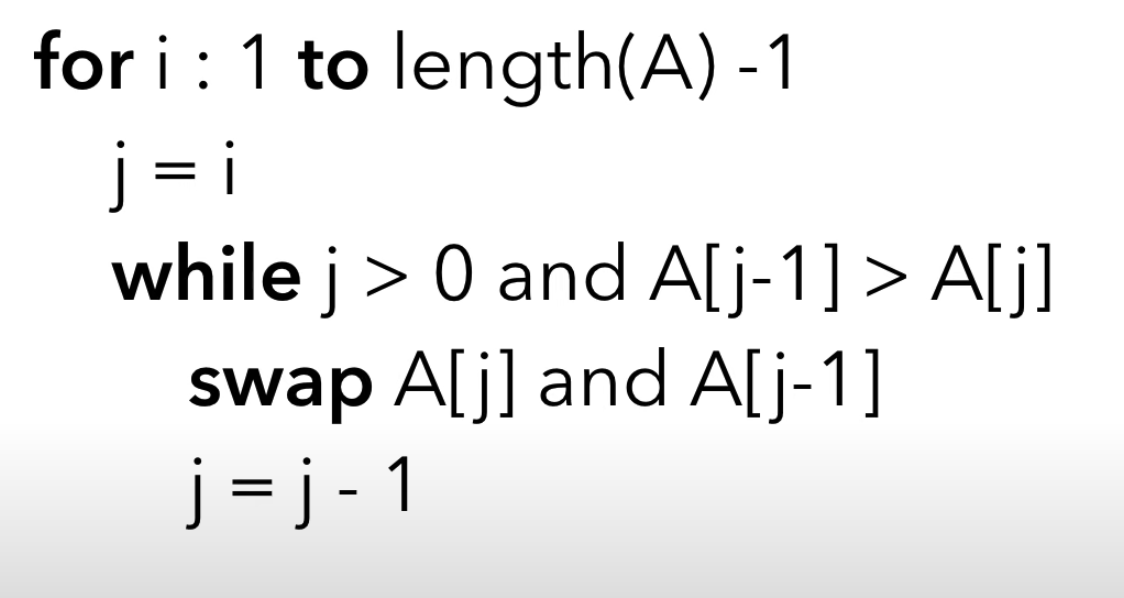 for i : 1 to length(A) -1
j = i
while j > 0 and A[j-1] > A[j]
swap A[j] and A[j-1]
j = j - 1